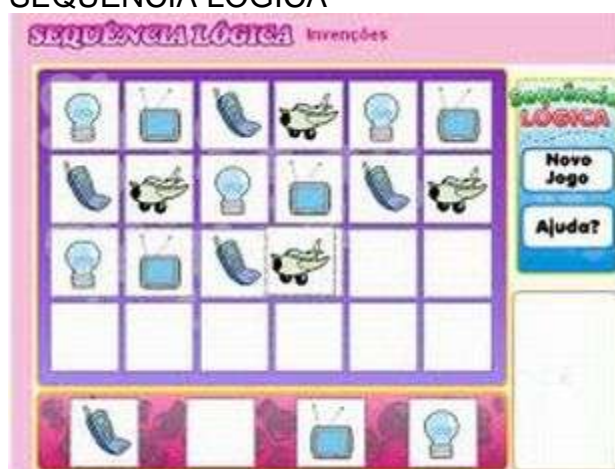 SEQUÊNCIA LÓGICA
SEQUÊNCIA LÓGICA Invenções
Sequência
LÓGICA
Novo
Jogo
Ajuda?